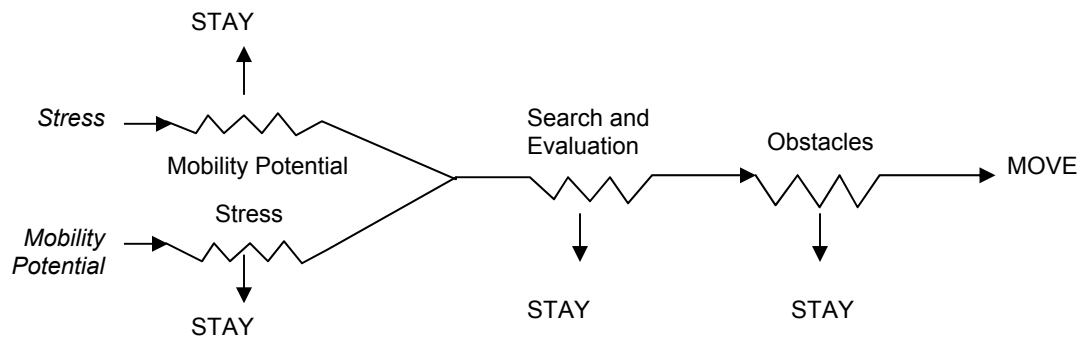 STAY
Stress
Mobility Potential
Stress
Mobility
Potential
STAY
Search and
Evaluation
STAY
Obstacles
STAY
MOVE